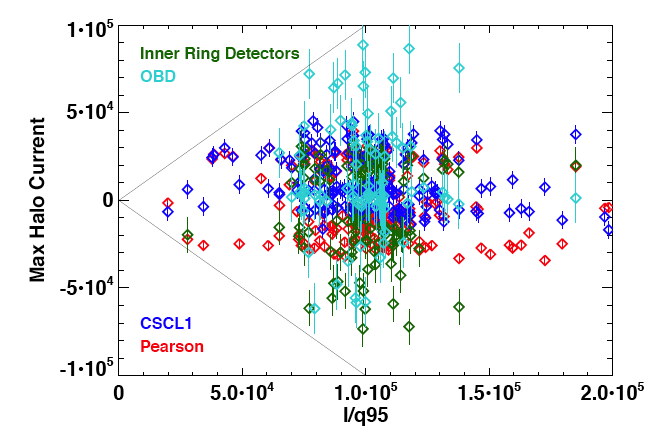 1·10⁵
Inner Ring Detectors
OBD
5·10⁴
0
Max Halo Current
-5·10⁴
CSCL1
Pearson
-1·10⁵
0 5.0·10⁴ 1.0·10⁵ 1.5·10⁵ 2.0·10⁵
I/q95